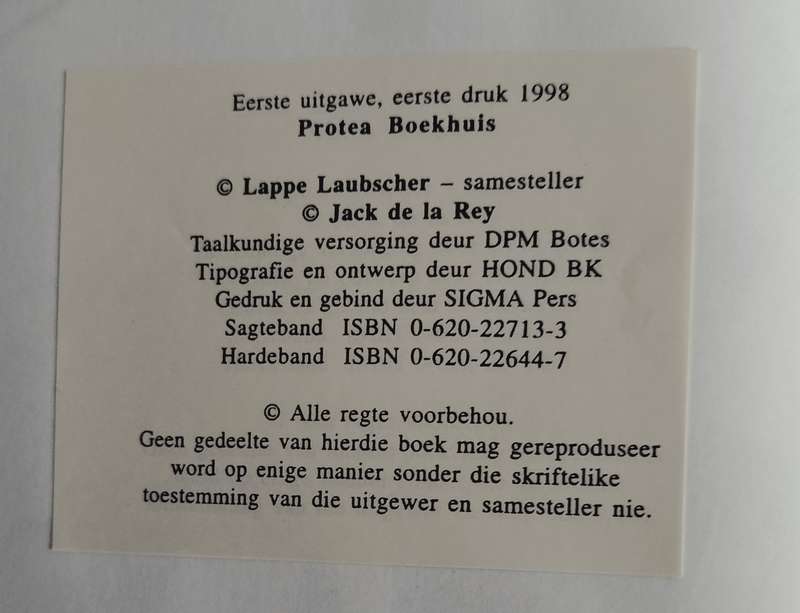 Eerste uitgawe, eerste druk 1998
Protea Boekhuis
© Lappe Laubscher – samesteller
© Jack de la Rey
Taalkundige versorging deur DPM Botes
Tipografie en ontwerp deur HOND BK
Gedruk en gebind deur SIGMA Pers
Sagteband ISBN 0-620-22713-3
Hardeband ISBN 0-620-22644-7
© Alle regte voorbehou.
Geen gedeelte van hierdie boek mag gereproduseer
word op enige manier sonder die skriftelike
toestemming van die uitgewer en samesteller nie.